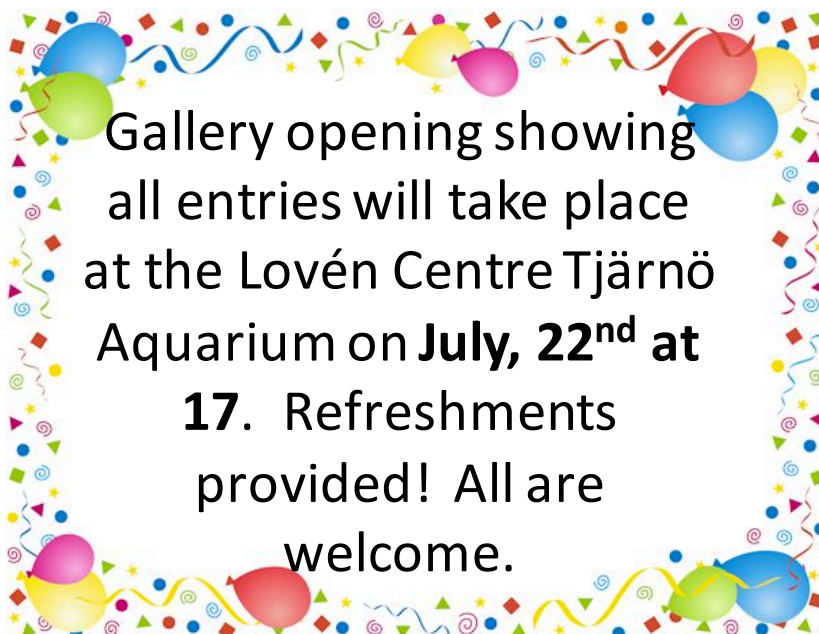 Gallery opening showing
all entries will take place
at the Lovén Centre Tjärnö
Aquarium on July, 22nd at
17.  Refreshments
provided!  All are
welcome.